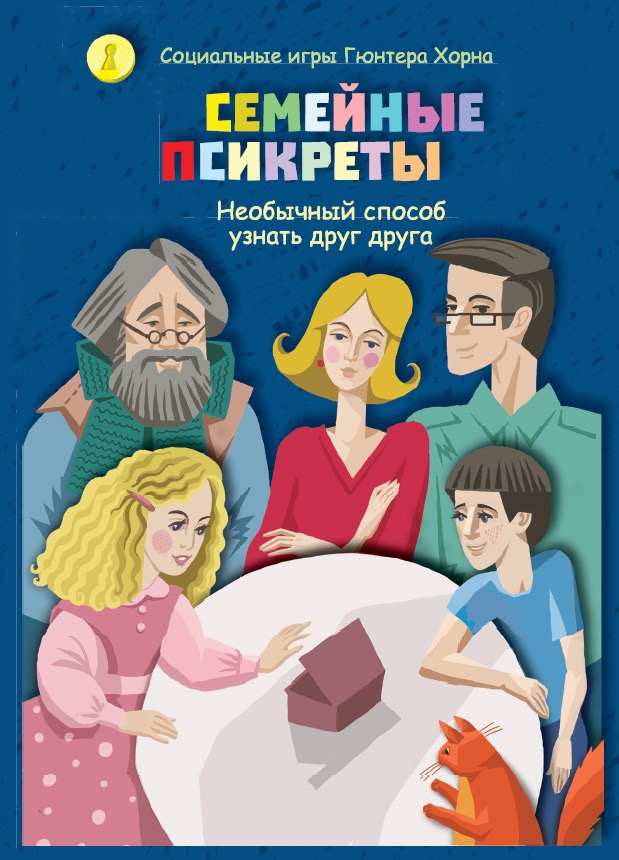 Социальные игры Гюнтера Хорна
СЕМЕЙНЫЕ
ПСИКРЕТЫ
Необычный способ
узнать друг друга